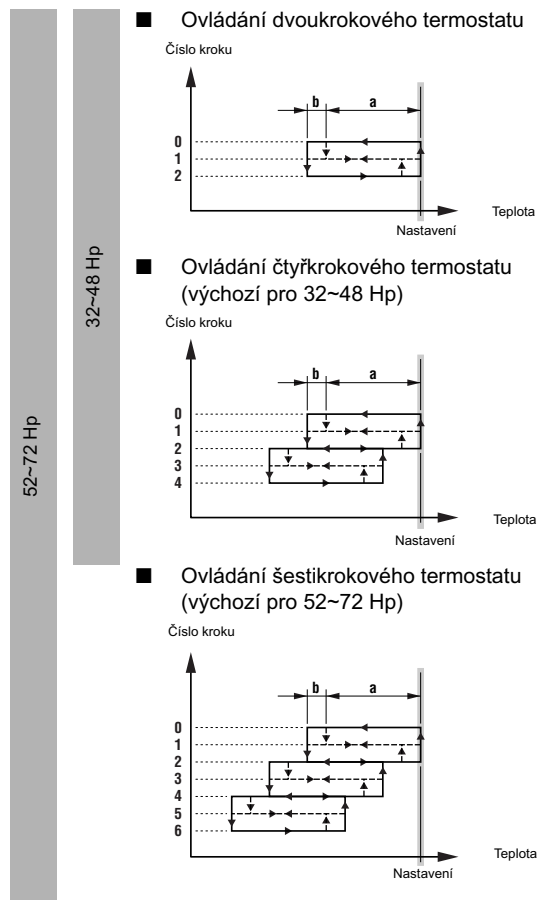 ■ Ovládání dvoukrokového termostatu
Číslo kroku
b a
0
1
2
Teplota
Nastavení
32~48 Hp
■ Ovládání čtyřkrokového termostatu
(výchozí pro 32~48 Hp)
Číslo kroku
b a
0
1
2
3
4
Teplota
Nastavení
52~72 Hp
■ Ovládání šestikrokového termostatu
(výchozí pro 52~72 Hp)
Číslo kroku
b a
0
1
2
3
4
5
6
Teplota
Nastavení